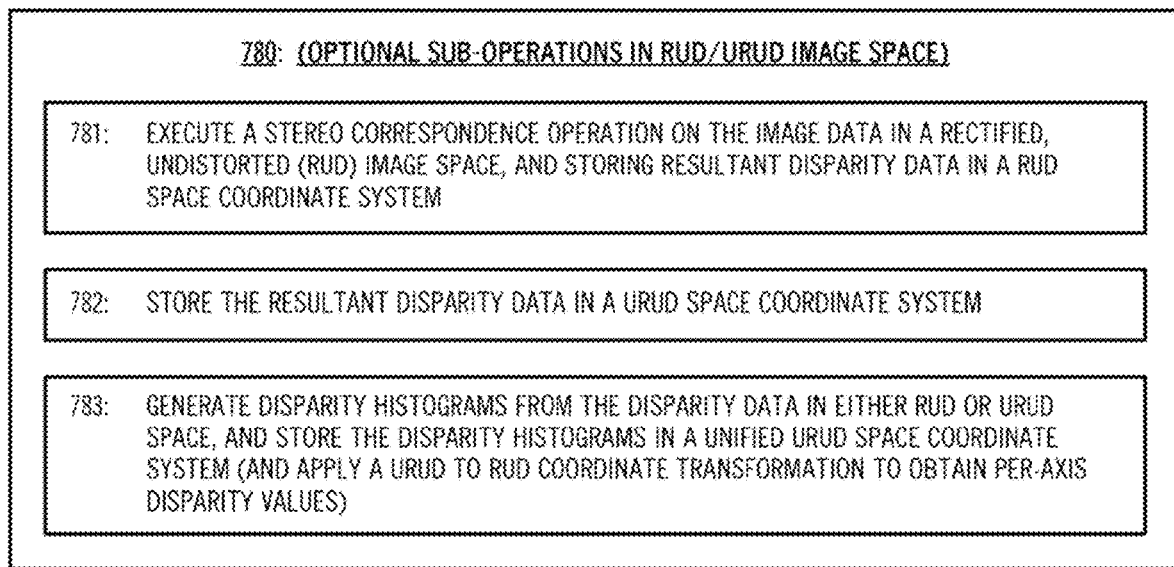 780: (OPTIONAL SUB-OPERATIONS IN RUD/URUD IMAGE SPACE)
781: EXECUTE A STEREO CORRESPONDENCE OPERATION ON THE IMAGE DATA IN A RECTIFIED,
UNDISTORTED (RUD) IMAGE SPACE, AND STORING RESULTANT DISPARITY DATA IN A RUD
SPACE COORDINATE SYSTEM
782: STORE THE RESULTANT DISPARITY DATA IN A URUD SPACE COORDINATE SYSTEM
783: GENERATE DISPARITY HISTOGRAMS FROM THE DISPARITY DATA IN EITHER RUD OR URUD
SPACE, AND STORE THE DISPARITY HISTOGRAMS IN A UNIFIED URUD SPACE COORDINATE
SYSTEM (AND APPLY A URUD TO RUD COORDINATE TRANSFORMATION TO OBTAIN PER-AXIS
DISPARITY VALUES)